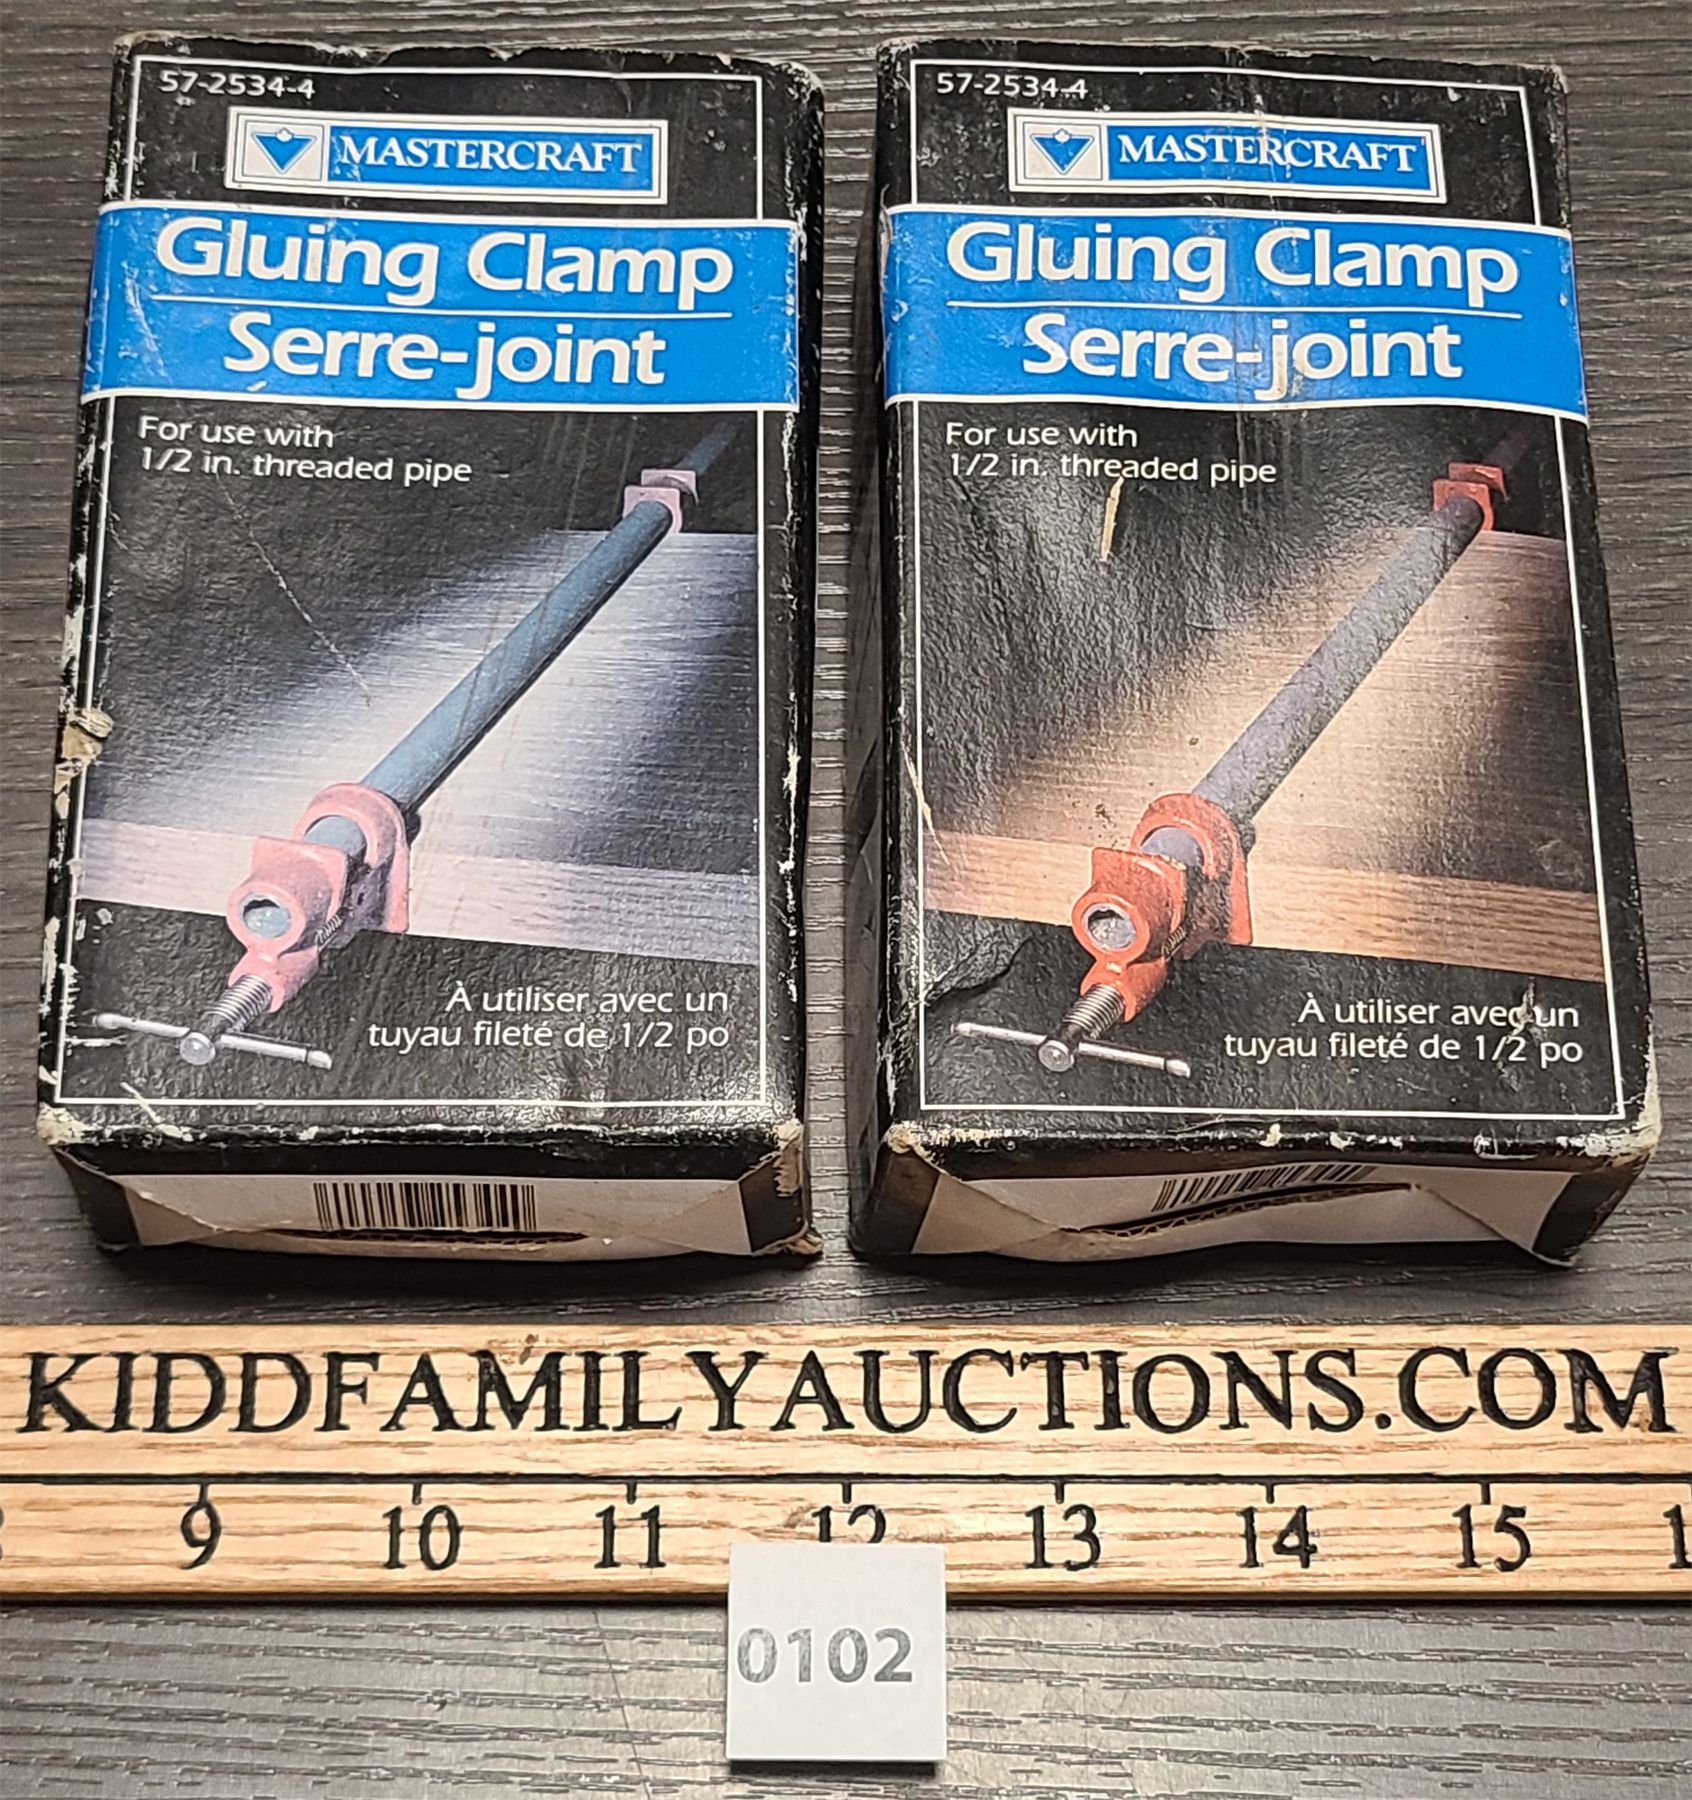 57-2534-4
MASTERCRAFT
Gluing Clamp
Serre-joint
For use with
1/2 in. threaded pipe
À utiliser avec un
tuyau fileté de 1/2 po
57-2534-4
MASTERCRAFT
Gluing Clamp
Serre-joint
For use with
1/2 in. threaded pipe
À utiliser avec un
tuyau fileté de 1/2 po
KIDDFAMILYAUCTIONS.COM
9 10 11 12 13 14 15
0102